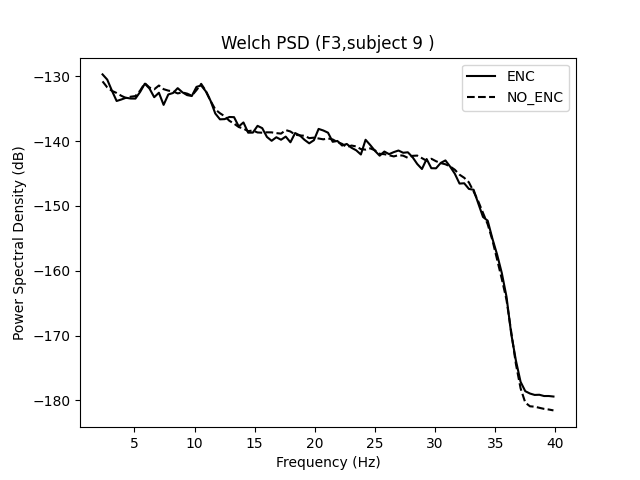 Welch PSD (F3,subject 9 )
ENC
NO_ENC
Power Spectral Density (dB)
−130
−140
−150
−160
−170
−180
5 10 15 20 25 30 35 40
Frequency (Hz)